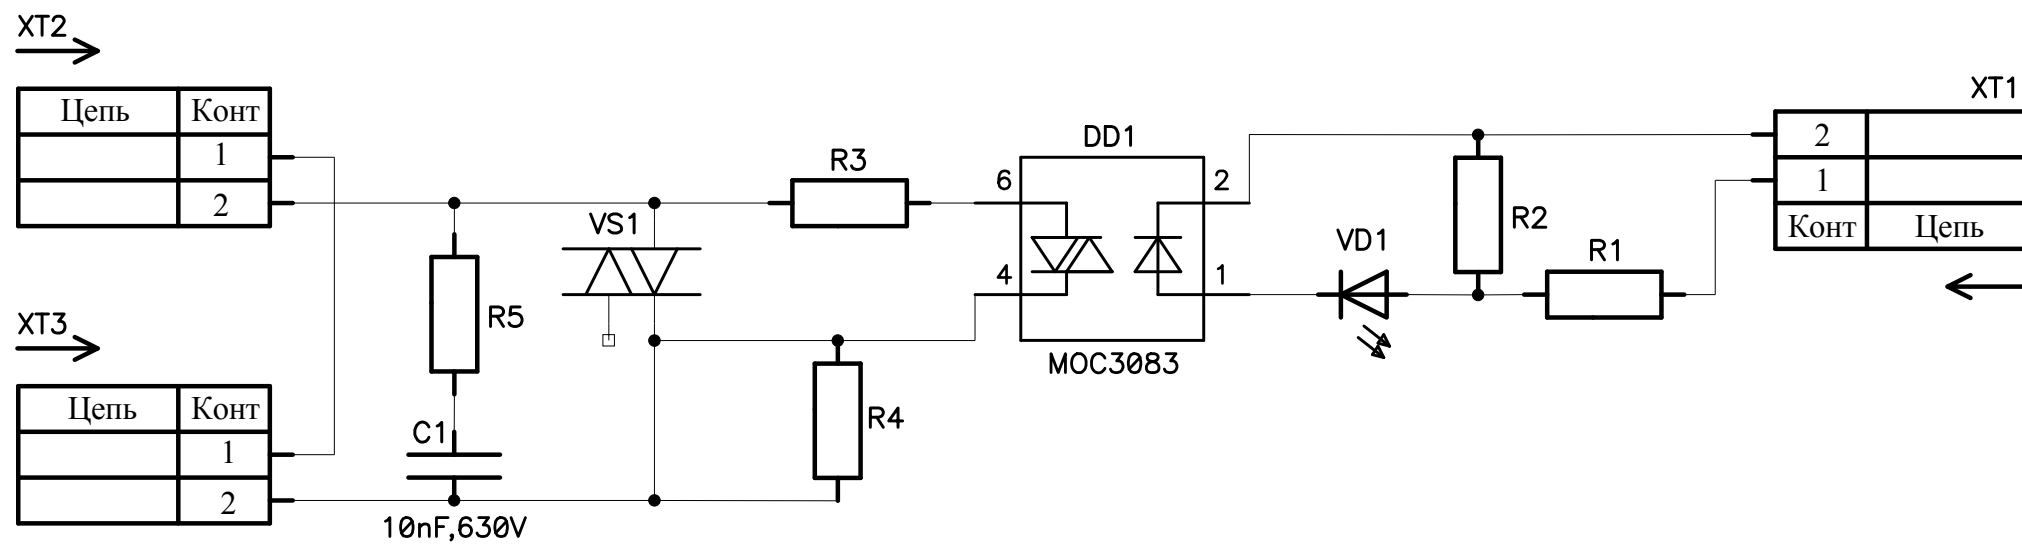 XT2
Цепь Конт
1
2
XT3
Цепь Конт
1
2
R5
C1
10nF,630V
VS1
R3
R4
DD1
6
4
2
1
MOC3083
VD1
R2
R1
XT1
2
1
Конт Цепь